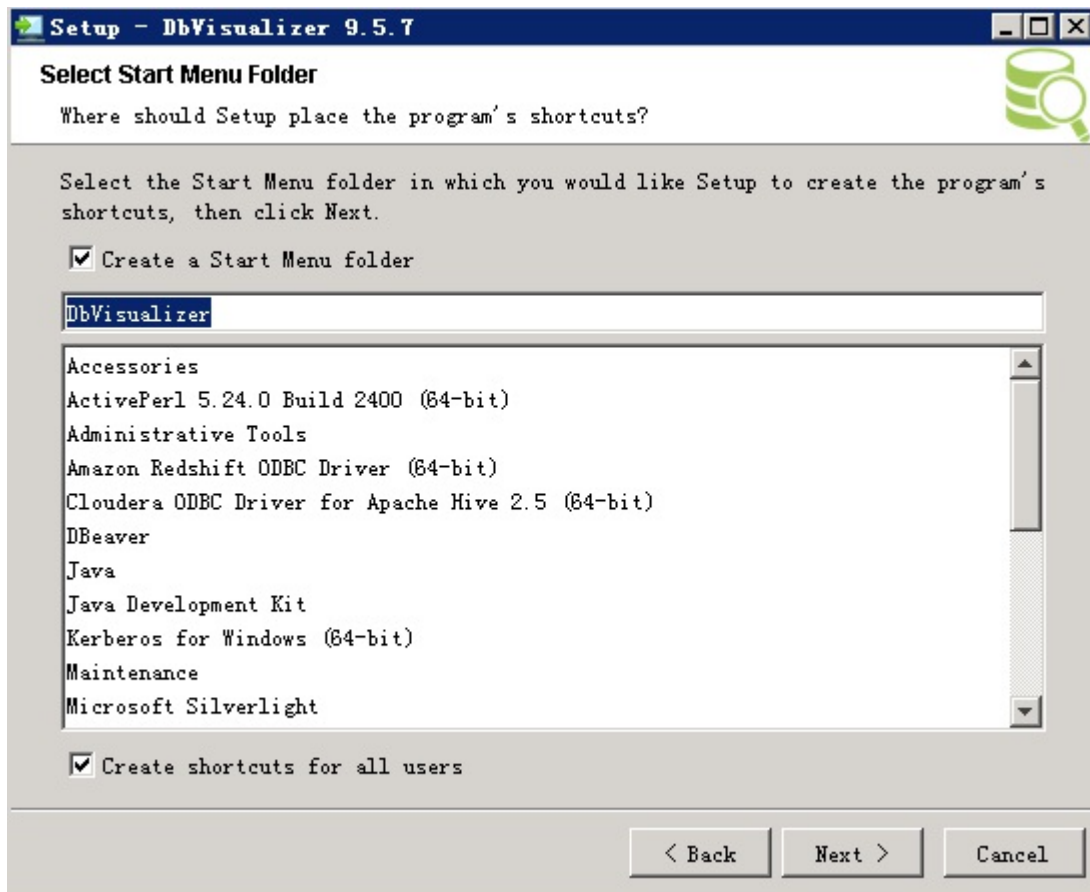 Setup - DbVisualizer 9.5.7
Select Start Menu Folder
Where should Setup place the program's shortcuts?
Select the Start Menu folder in which you would like Setup to create the program's
shortcuts, then click Next.
Create a Start Menu folder
DbVisualizer
Accessories
ActivePerl 5.24.0 Build 2400 (64-bit)
Administrative Tools
Amazon Redshift ODBC Driver (64-bit)
Cloudera ODBC Driver for Apache Hive 2.5 (64-bit)
DBeaver
Java
Java Development Kit
Kerberos for Windows (64-bit)
Maintenance
Microsoft Silverlight
Create shortcuts for all users
< Back Next > Cancel